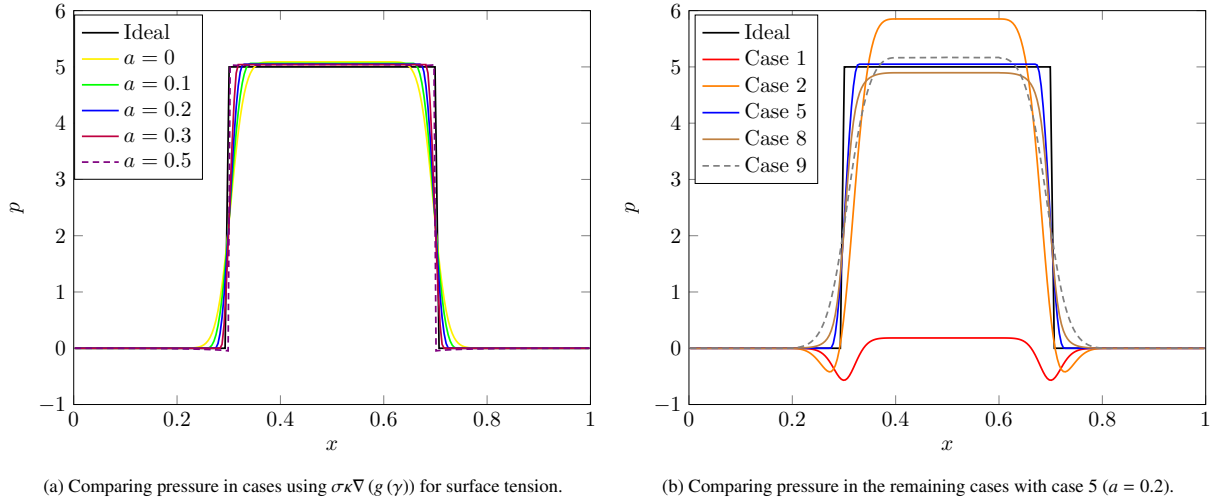 6
5
4
3
2
1
0
−1
p
0
0.2
0.4
0.6
0.8
1
x
Ideal
a = 0
a = 0.1
a = 0.2
a = 0.3
a = 0.5
(a) Comparing pressure in cases using σκ∇ (g (γ)) for surface tension.
6
5
4
3
2
1
0
−1
p
0
0.2
0.4
0.6
0.8
1
x
Ideal
Case 1
Case 2
Case 5
Case 8
Case 9
(b) Comparing pressure in the remaining cases with case 5 (a = 0.2).